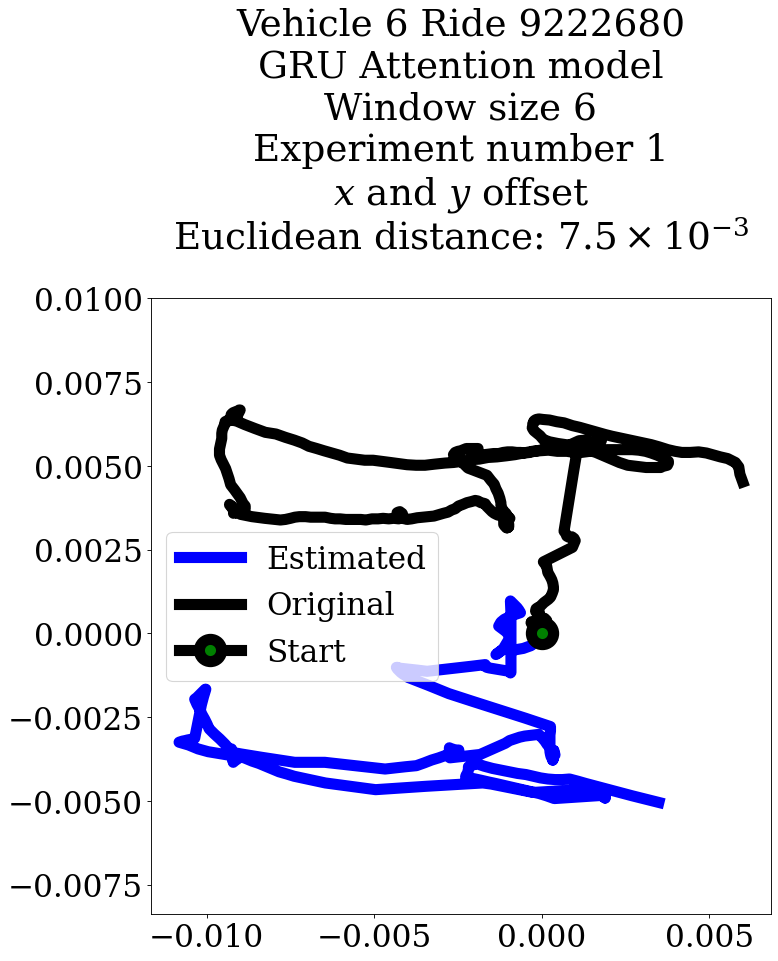 Vehicle 6 Ride 9222680
GRU Attention model
Window size 6
Experiment number 1
x and y offset
Euclidean distance: 7.5 × 10⁻³
0.0100
0.0075
0.0050
0.0025
0.0000
−0.0025
−0.0050
−0.0075
Estimated
Original
Start
−0.010 −0.005 0.000 0.005